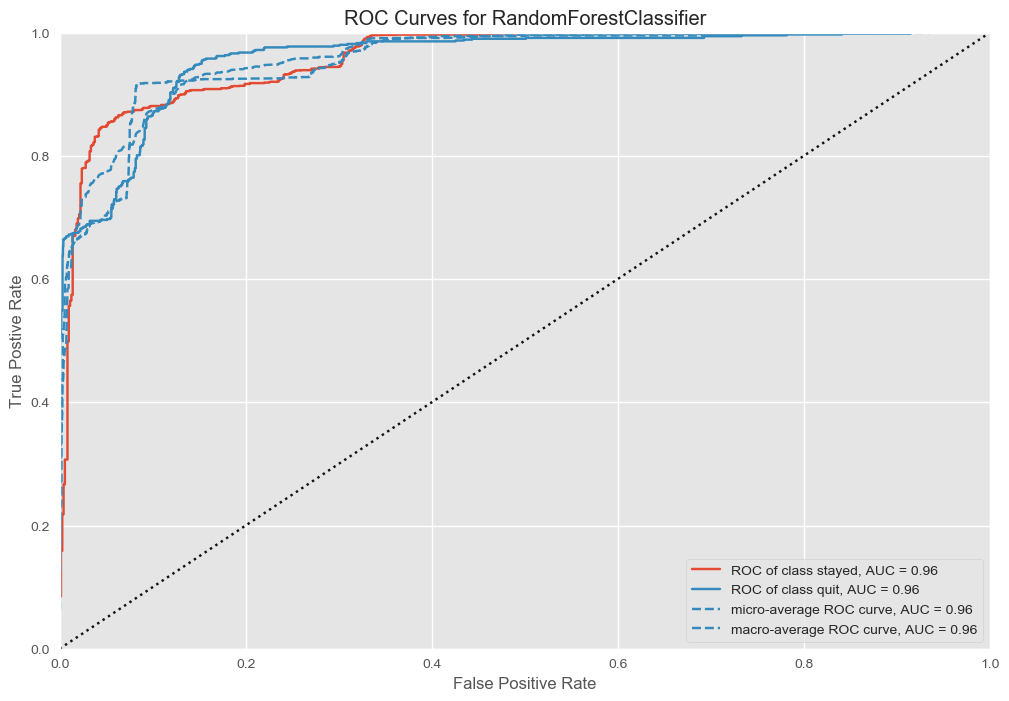 ROC Curves for RandomForestClassifier
1.0
0.8
0.6
0.4
0.2
0.0
True Postive Rate
ROC of class stayed, AUC = 0.96
ROC of class quit, AUC = 0.96
micro-average ROC curve, AUC = 0.96
macro-average ROC curve, AUC = 0.96
0.0 0.2 0.4 0.6 0.8 1.0
False Positive Rate